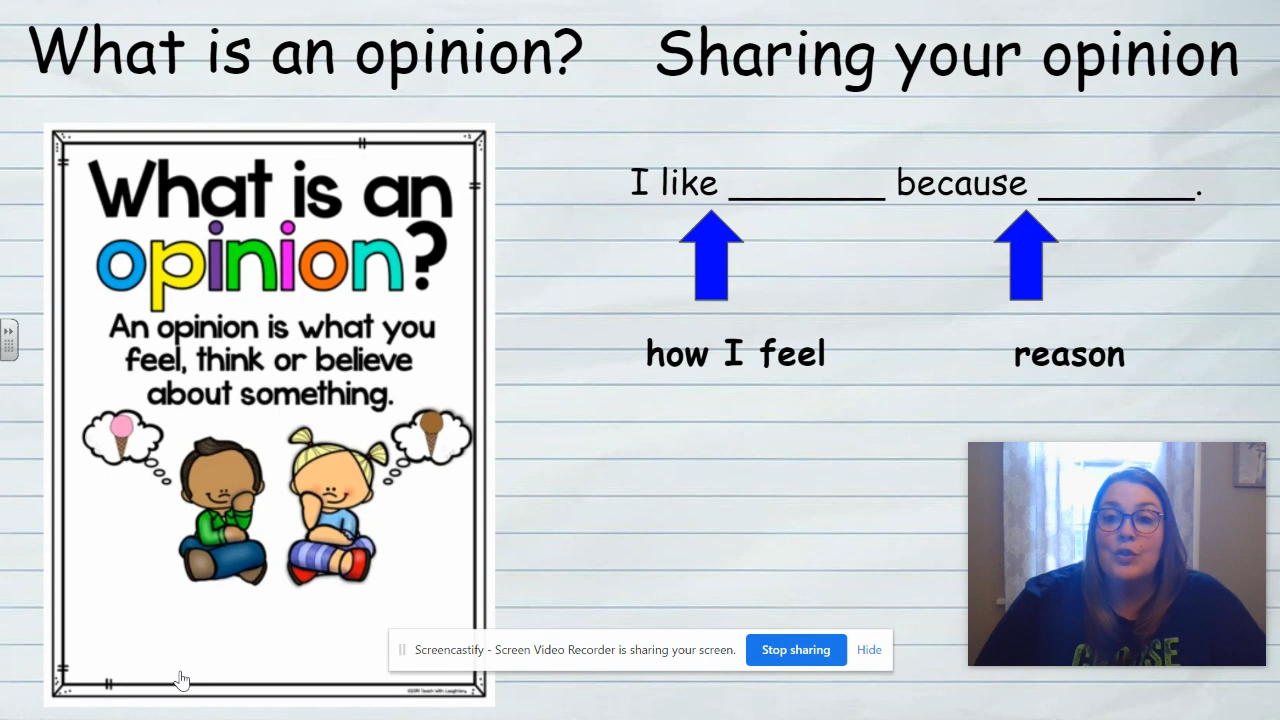 What is an opinion?
Sharing your opinion
What is an
opinion?
An opinion is what you
feel, think or believe
about something.
I like ________ because ________.
how I feel
reason
Screencastify - Screen Video Recorder is sharing your screen.
Stop sharing
Hide